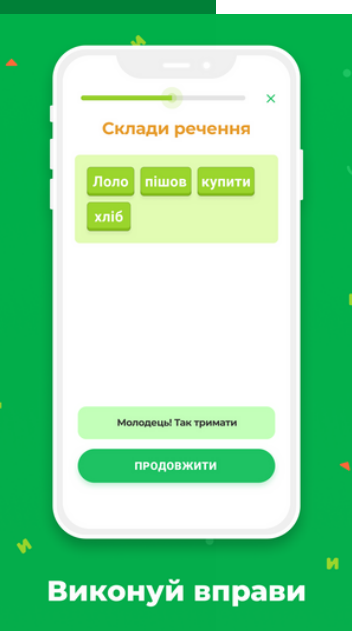 Склади речення
Лоло пішов купити
хліб
Молодець! Так тримати
ПРОДОВЖИТИ
Виконуй вправи